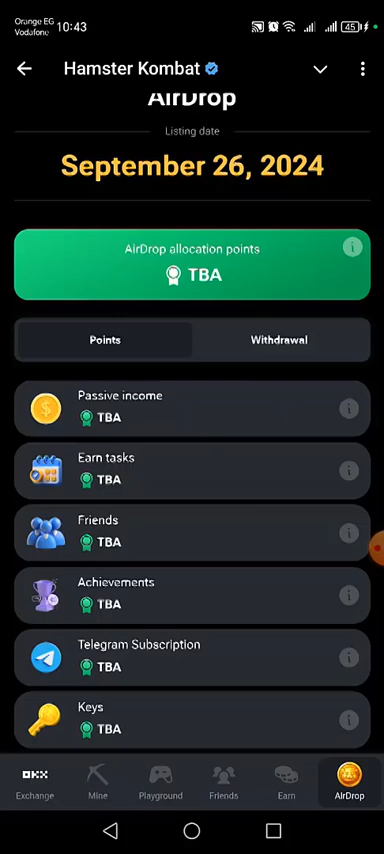 Orange EG
Vodafone 10:43
45
Hamster Kombat
AirDrop
Listing date
September 26, 2024
AirDrop allocation points
TBA
Points
Withdrawal
Passive income
TBA
Earn tasks
TBA
Friends
TBA
Achievements
TBA
Telegram Subscription
TBA
Keys
TBA
OKX
Exchange
Mine
Playground
Friends
Earn
AirDrop